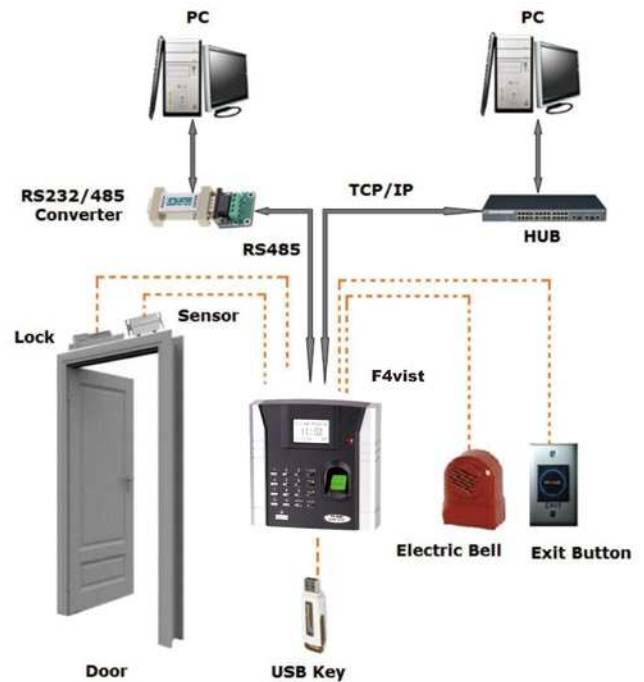 PC
PC
RS232/485
Converter
TCP/IP
HUB
RS485
Sensor
Lock
F4vist
Electric Bell
Exit Button
Door
USB Key